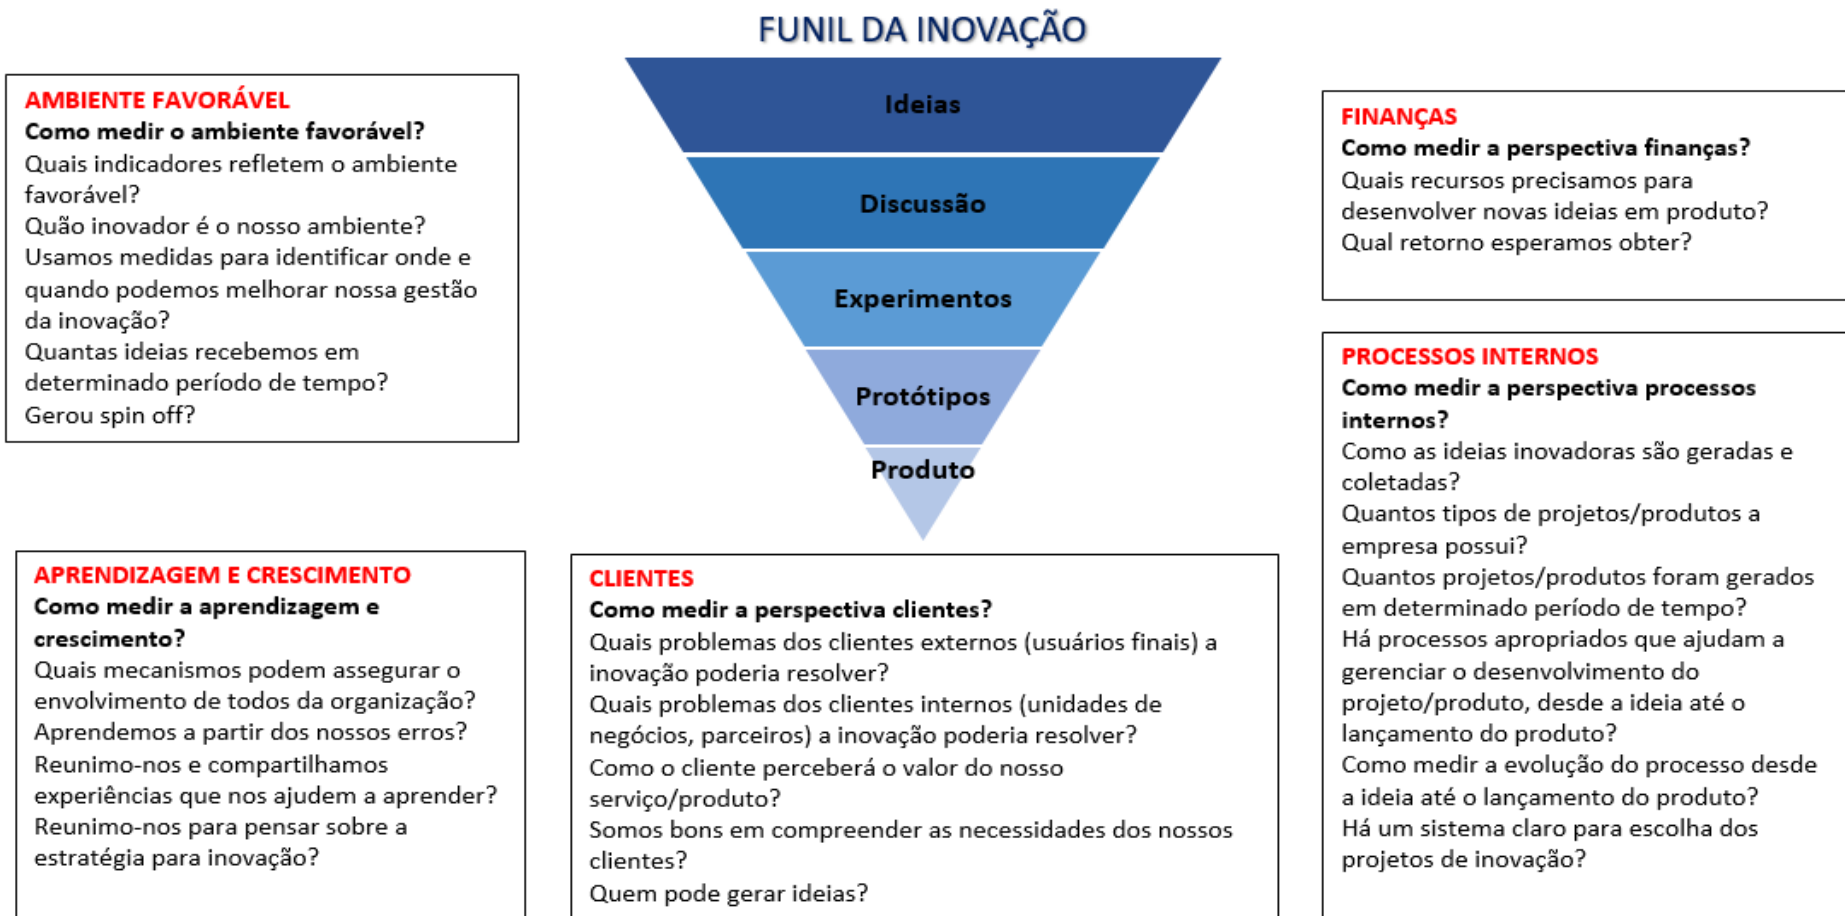 FUNIL DA INOVAÇÃO
AMBIENTE FAVORÁVEL
Como medir o ambiente favorável?
Quais indicadores refletem o ambiente
favorável?
Quão inovador é o nosso ambiente?
Usamos medidas para identificar onde e
quando podemos melhorar nossa gestão
da inovação?
Quantas ideias recebemos em
determinado período de tempo?
Gerou spin off?
Ideias
Discussão
Experimentos
Protótipos
Produto
FINANÇAS
Como medir a perspectiva finanças?
Quais recursos precisamos para
desenvolver novas ideias em produto?
Qual retorno esperamos obter?
APRENDIZAGEM E CRESCIMENTO
Como medir a aprendizagem e
crescimento?
Quais mecanismos podem assegurar o
envolvimento de todos da organização?
Aprendemos a partir dos nossos erros?
Reunimo-nos e compartilhamos
experiências que nos ajudem a aprender?
Reunimo-nos para pensar sobre a
estratégia para inovação?
CLIENTES
Como medir a perspectiva clientes?
Quais problemas dos clientes externos (usuários finais) a
inovação poderia resolver?
Quais problemas dos clientes internos (unidades de
negócios, parceiros) a inovação poderia resolver?
Como o cliente perceberá o valor do nosso
serviço/produto?
Somos bons em compreender as necessidades dos nossos
clientes?
Quem pode gerar ideias?
PROCESSOS INTERNOS
Como medir a perspectiva processos
internos?
Como as ideias inovadoras são geradas e
coletadas?
Quantos tipos de projetos/produtos a
empresa possui?
Quantos projetos/produtos foram gerados
em determinado período de tempo?
Há processos apropriados que ajudam a
gerenciar o desenvolvimento do
projeto/produto, desde a ideia até o
lançamento do produto?
Como medir a evolução do processo desde
a ideia até o lançamento do produto?
Há um sistema claro para escolha dos
projetos de inovação?